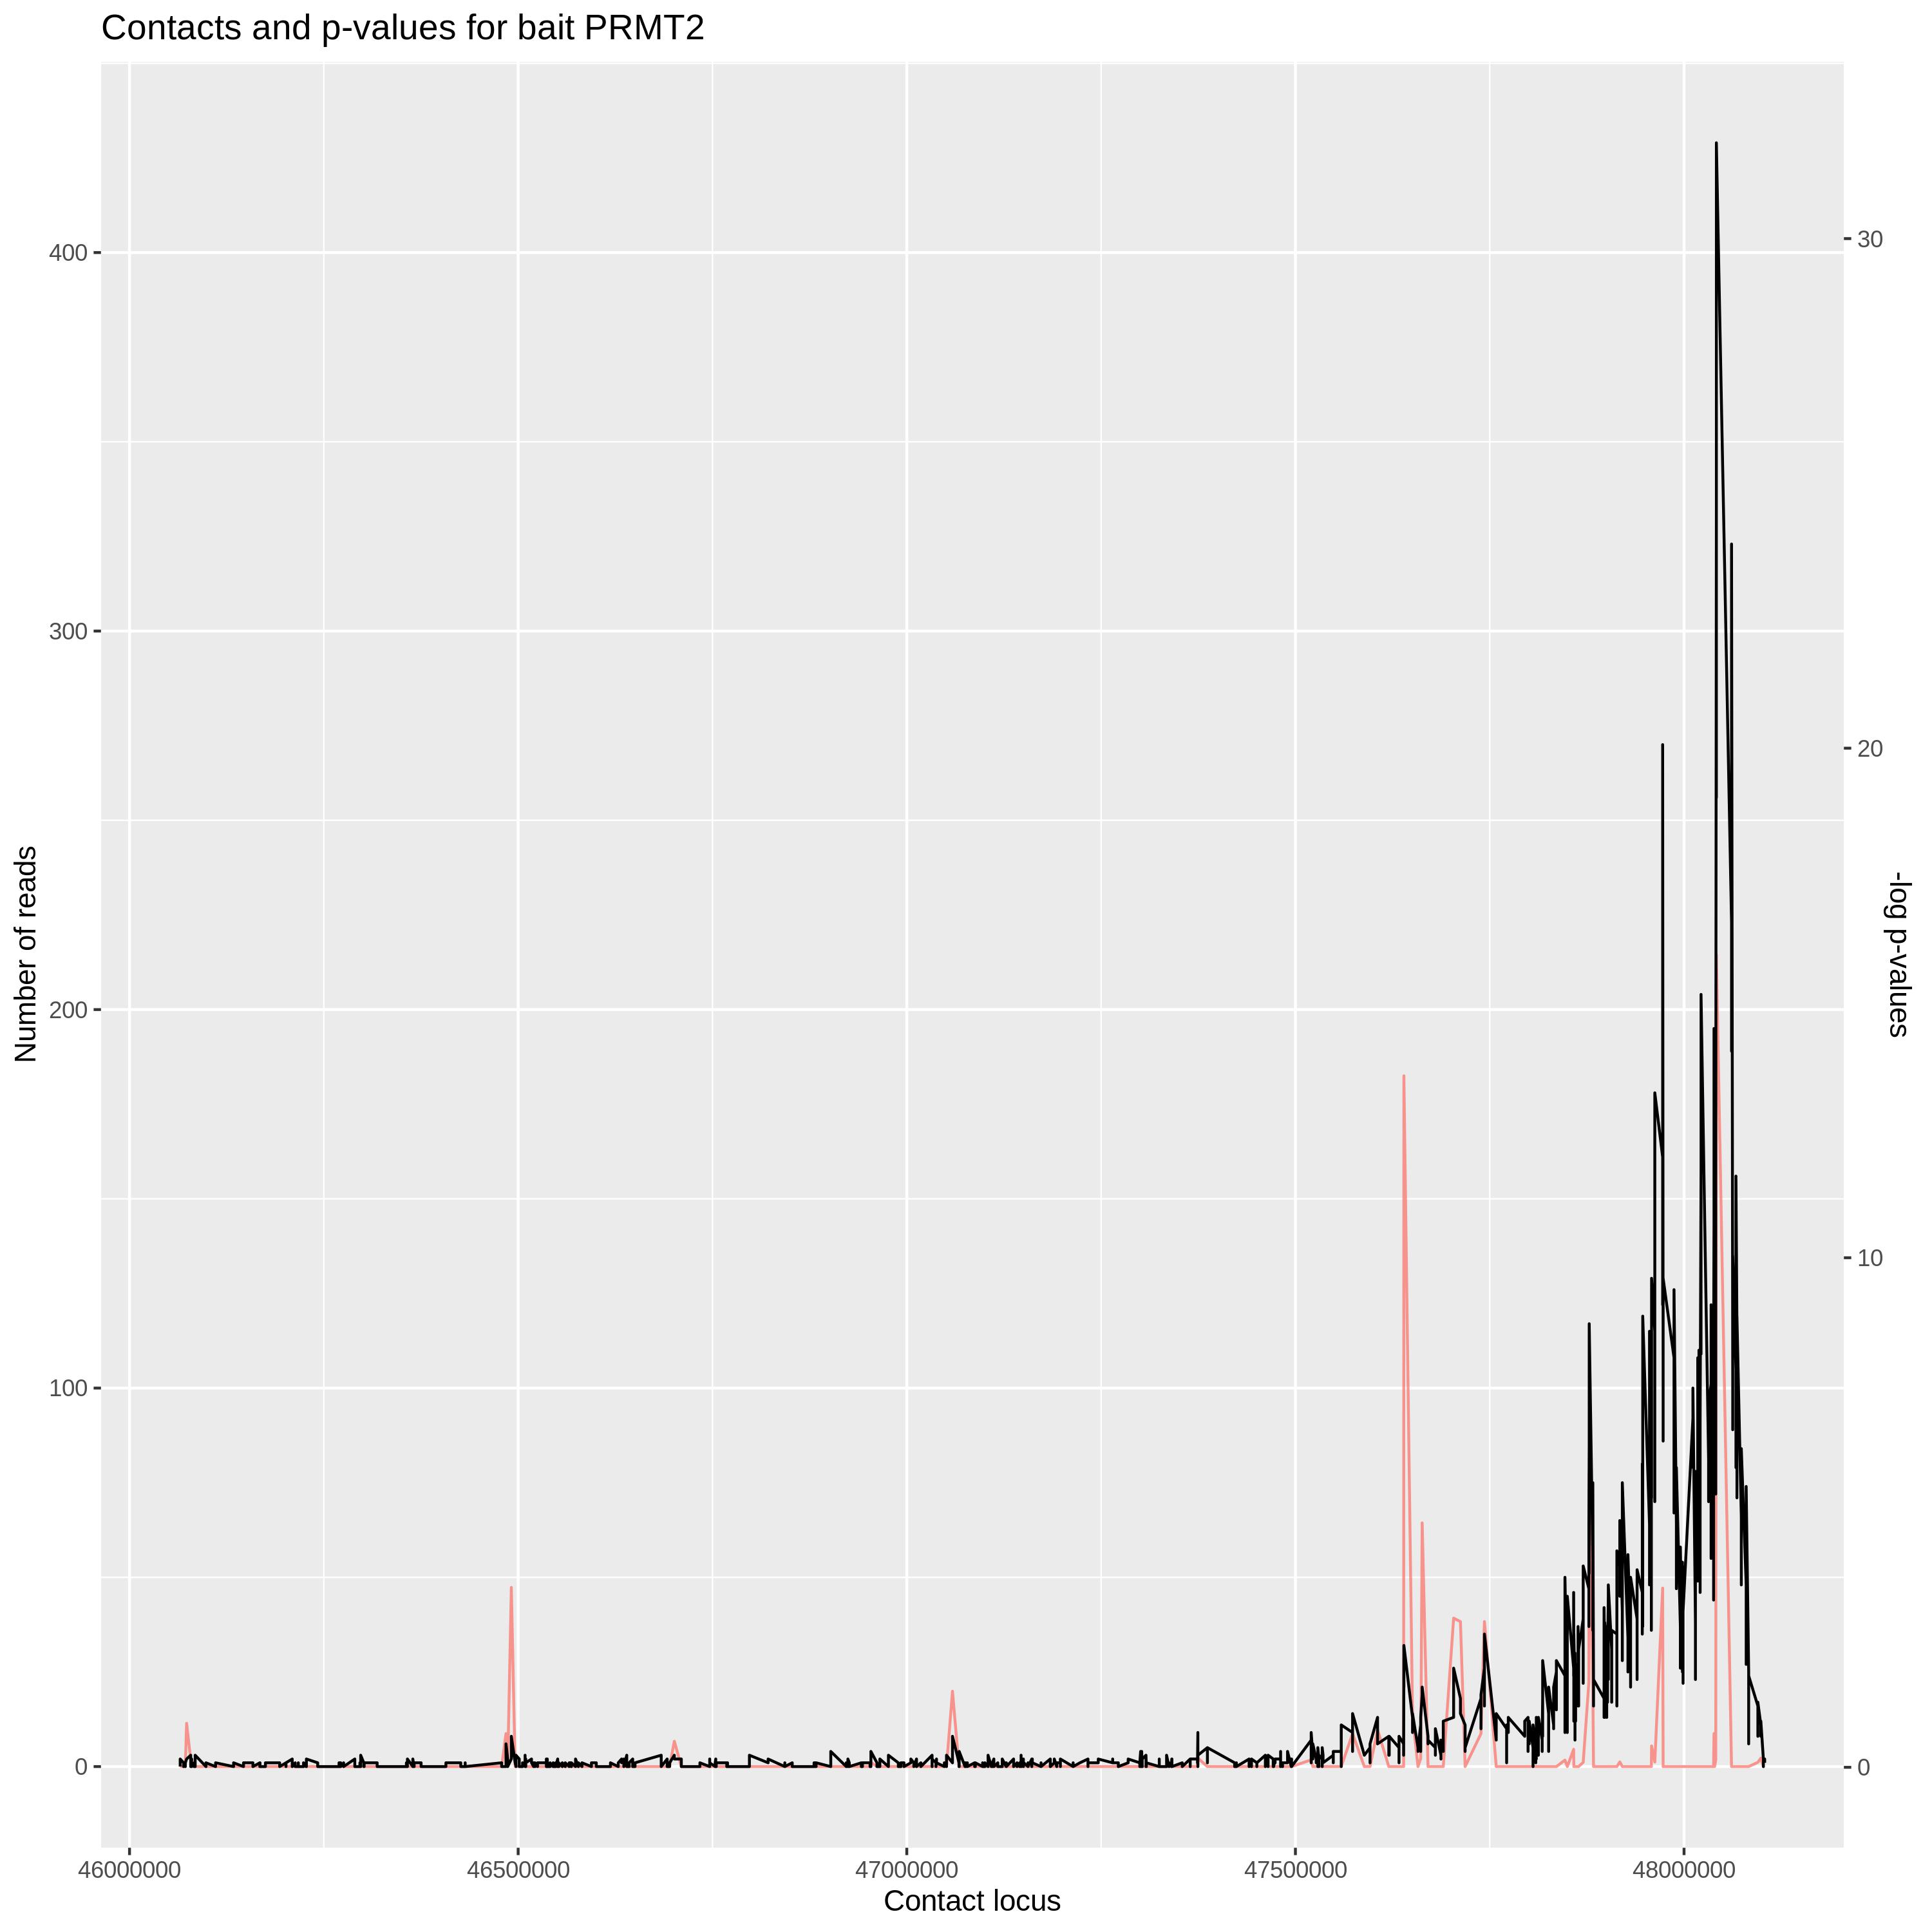 Contacts and p-values for bait PRMT2
400
300
200
100
0
30
20
10
0
Number of reads
-log p-values
46000000 46500000 47000000 47500000 48000000
Contact locus